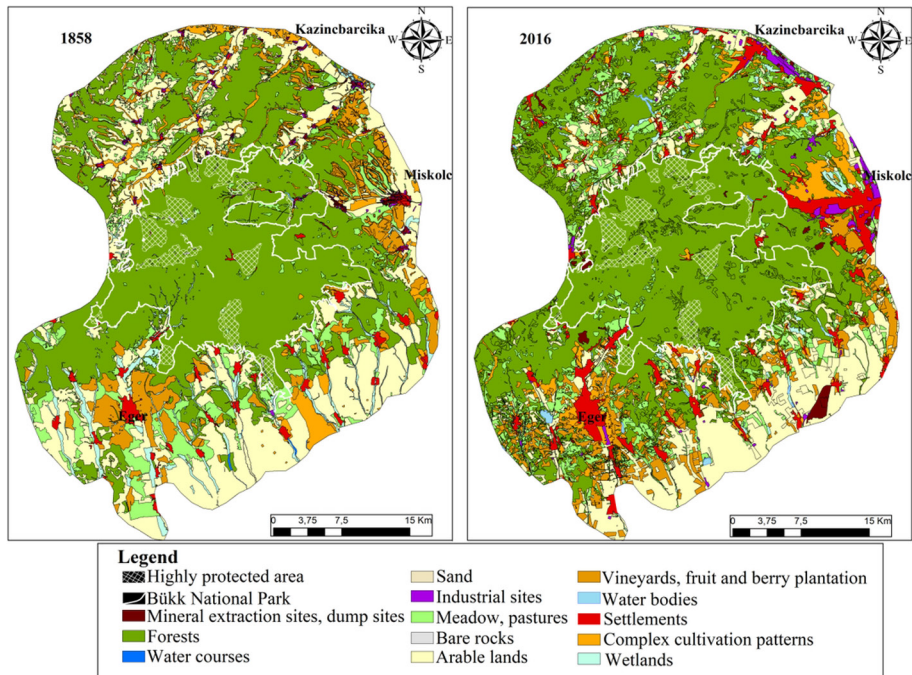 1858
Kazincbarcika
N
W E
S
Miskolc
Eger
0 3,75 7,5 15 Km
2016
Kazincbarcika
N
W E
S
Miskolc
Eger
0 3,75 7,5 15 Km
Legend
Highly protected area
Bükk National Park
Mineral extraction sites, dump sites
Forests
Water courses
Sand
Industrial sites
Meadow, pastures
Bare rocks
Arable lands
Vineyards, fruit and berry plantation
Water bodies
Settlements
Complex cultivation patterns
Wetlands